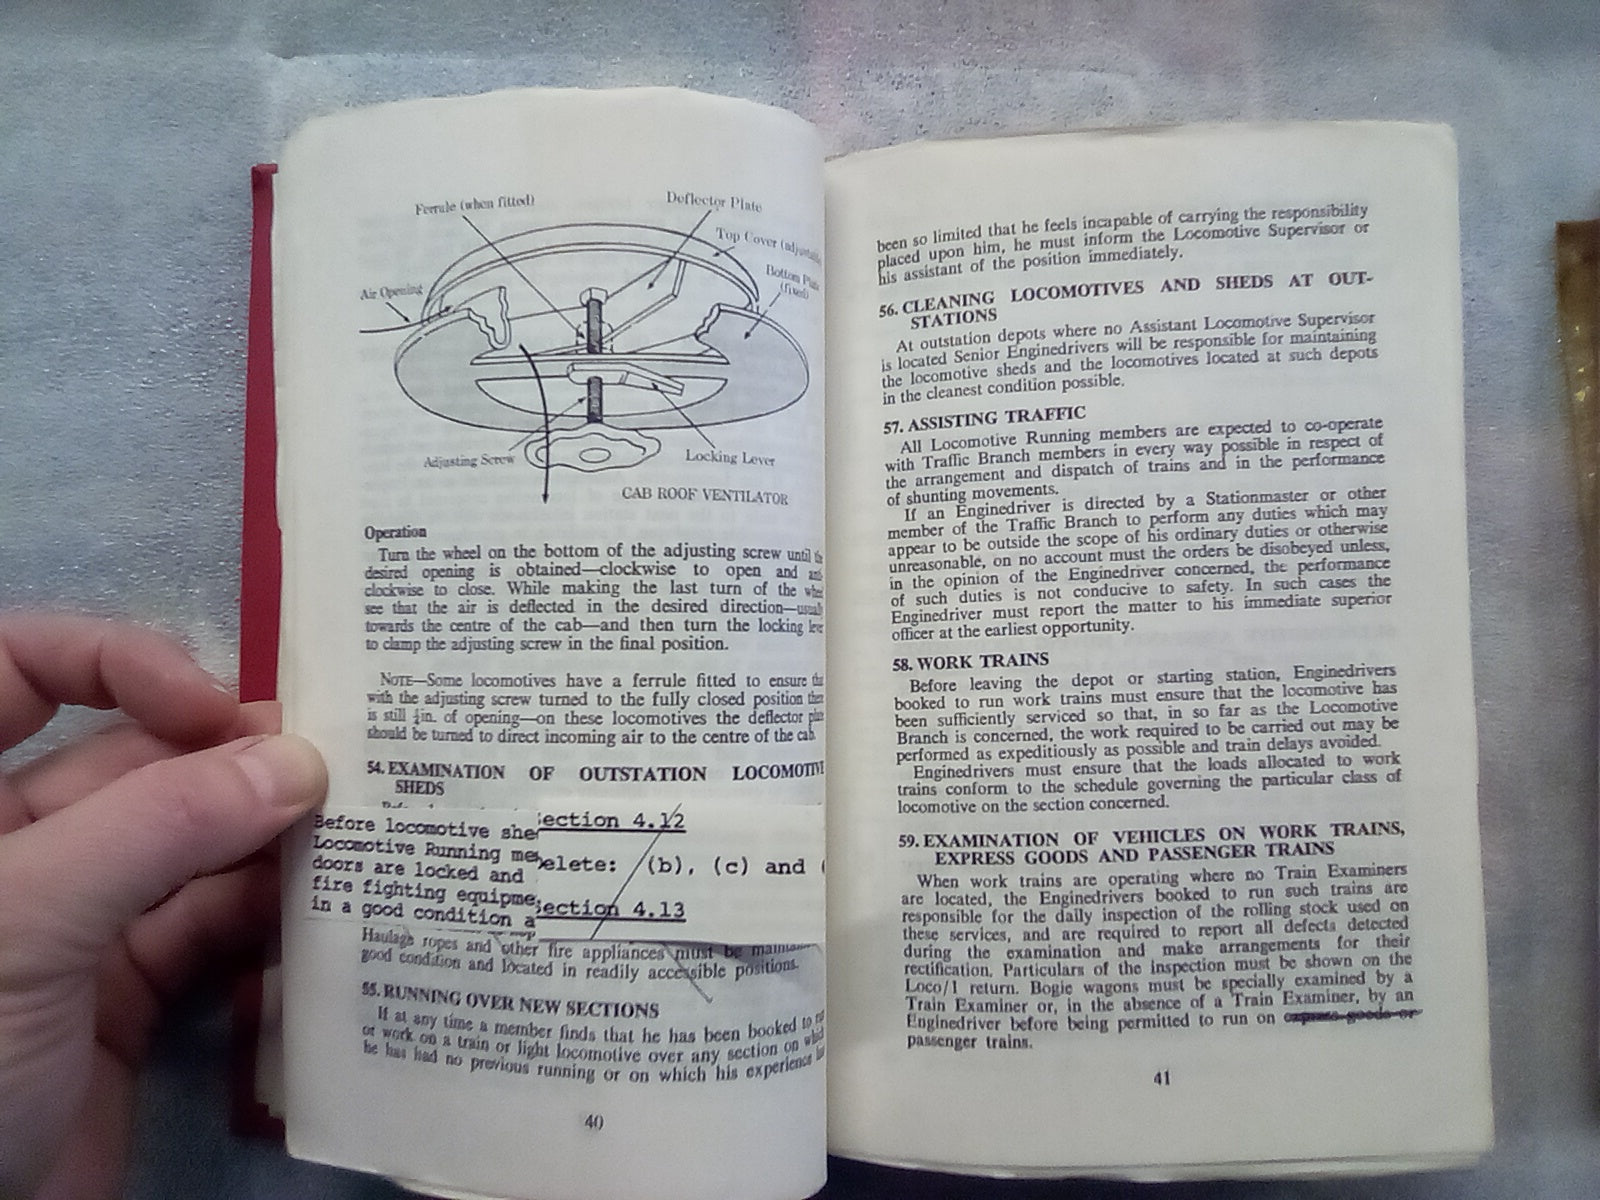 Ferrule (when fitted)
Deflector Plate
Top Cover
Bottom
(fixed)
Air Opening
Adjusting Screw
Locking Lever
CAB ROOF VENTILATOR
Operation
Turn the wheel on the bottom of the adjusting screw until
desired opening is obtained—clockwise to open and
clockwise to close. While making the last turn of the
see that the air is deflected in the desired direction—
towards the centre of the cab—and then turn the locking
to clamp the adjusting screw in the final position.
NOTE—Some locomotives have a ferrule fitted to ensure
with the adjusting screw turned to the fully closed position
is still ¼in. of opening—on these locomotives the deflector
should be turned to direct incoming air to the centre of the cab.
54. EXAMINATION OF OUTSTATION LOCOMOTIVE
SHEDS
Before locomotive she
Locomotive Running me
doors are locked and
fire fighting equipme
in a good condition a
ection 4.12
elete: (b), (c) and (
ection 4.13
Haulage ropes and other fire appliances must be
good condition and located in readily accessible positions.
55. RUNNING OVER NEW SECTIONS
If at any time a member finds that he has been booked to
or work on a train or light locomotive over any section on which
he has had no previous running or on which his experience
40
been so limited that he feels incapable of carrying the responsibility
placed upon him, he must inform the Locomotive Supervisor or
his assistant of the position immediately.
56. CLEANING LOCOMOTIVES AND SHEDS AT OUT-
STATIONS
At outstation depots where no Assistant Locomotive Supervisor
is located Senior Enginedrivers will be responsible for maintaining
the locomotive sheds and the locomotives located at such depots
in the cleanest condition possible.
57. ASSISTING TRAFFIC
All Locomotive Running members are expected to co-operate
with Traffic Branch members in every way possible in respect of
the arrangement and dispatch of trains and in the performance
of shunting movements.
If an Enginedriver is directed by a Stationmaster or other
member of the Traffic Branch to perform any duties which may
appear to be outside the scope of his ordinary duties or otherwise
unreasonable, on no account must the orders be disobeyed unless,
in the opinion of the Enginedriver concerned, the performance
of such duties is not conducive to safety. In such cases the
Enginedriver must report the matter to his immediate superior
officer at the earliest opportunity.
58. WORK TRAINS
Before leaving the depot or starting station, Enginedrivers
booked to run work trains must ensure that the locomotive has
been sufficiently serviced so that, in so far as the Locomotive
Branch is concerned, the work required to be carried out may be
performed as expeditiously as possible and train delays avoided.
Enginedrivers must ensure that the loads allocated to work
trains conform to the schedule governing the particular class of
locomotive on the section concerned.
59. EXAMINATION OF VEHICLES ON WORK TRAINS,
EXPRESS GOODS AND PASSENGER TRAINS
When work trains are operating where no Train Examiners
are located, the Enginedrivers booked to run such trains are
responsible for the daily inspection of the rolling stock used on
these services, and are required to report all defects detected
during the examination and make arrangements for their
rectification. Particulars of the inspection must be shown on the
Loco/1 return. Bogie wagons must be specially examined by a
Train Examiner or, in the absence of a Train Examiner, by an
Enginedriver before being permitted to run on express goods or
passenger trains.
41